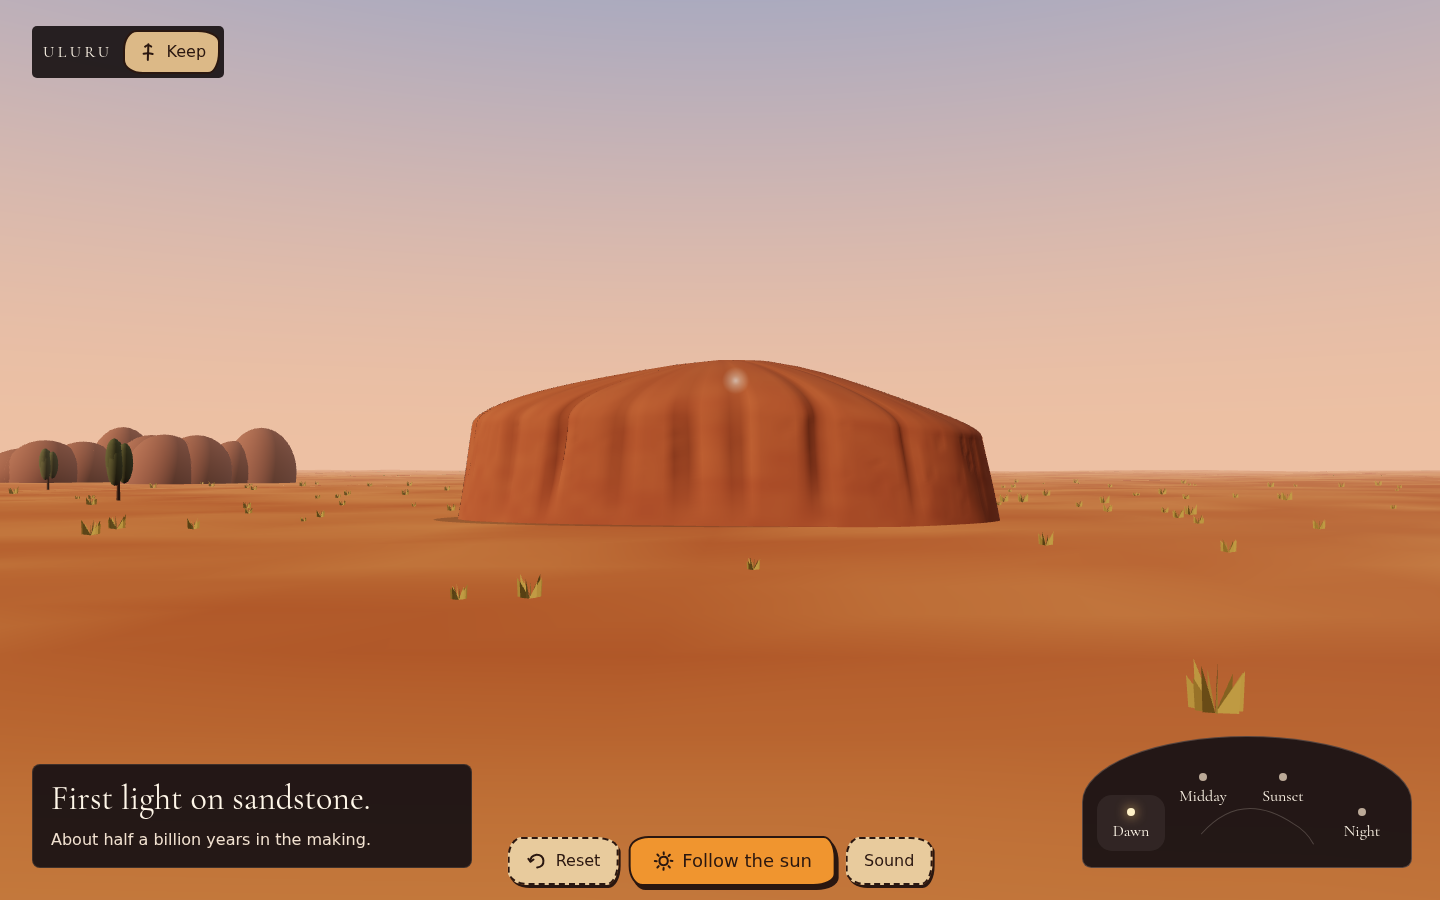 ULURU
Keep
First light on sandstone.
About half a billion years in the making.
Reset
Follow the sun
Sound
Midday
Sunset
Dawn
Night